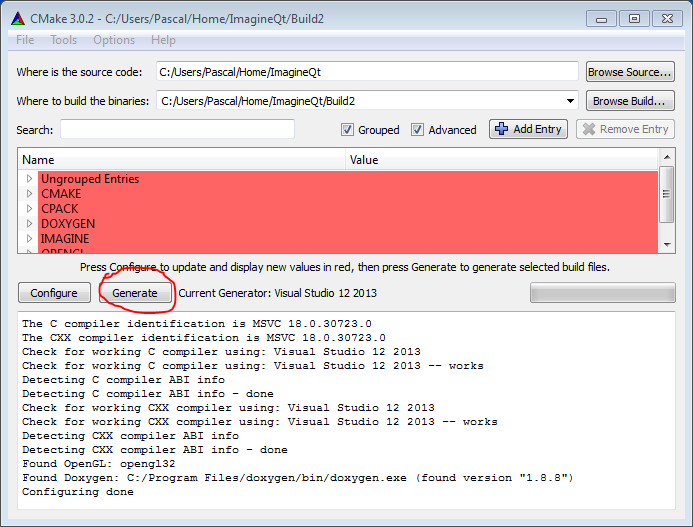 CMake 3.0.2 - C:/Users/Pascal/Home/ImagineQt/Build2
File Tools Options Help
Where is the source code: C:/Users/Pascal/Home/ImagineQt Browse Source...
Where to build the binaries: C:/Users/Pascal/Home/ImagineQt/Build2 Browse Build...
Search: Grouped Advanced Add Entry Remove Entry
Name Value
Ungrouped Entries
CMAKE
CPACK
DOXYGEN
IMAGINE
OPENGL
Press Configure to update and display new values in red, then press Generate to generate selected build files.
Configure Generate Current Generator: Visual Studio 12 2013
The C compiler identification is MSVC 18.0.30723.0
The CXX compiler identification is MSVC 18.0.30723.0
Check for working C compiler using: Visual Studio 12 2013
Check for working C compiler using: Visual Studio 12 2013 -- works
Detecting C compiler ABI info
Detecting C compiler ABI info - done
Check for working CXX compiler using: Visual Studio 12 2013
Check for working CXX compiler using: Visual Studio 12 2013 -- works
Detecting CXX compiler ABI info
Detecting CXX compiler ABI info - done
Found OpenGL: opengl32
Found Doxygen: C:/Program Files/doxygen/bin/doxygen.exe (found version "1.8.8")
Configuring done